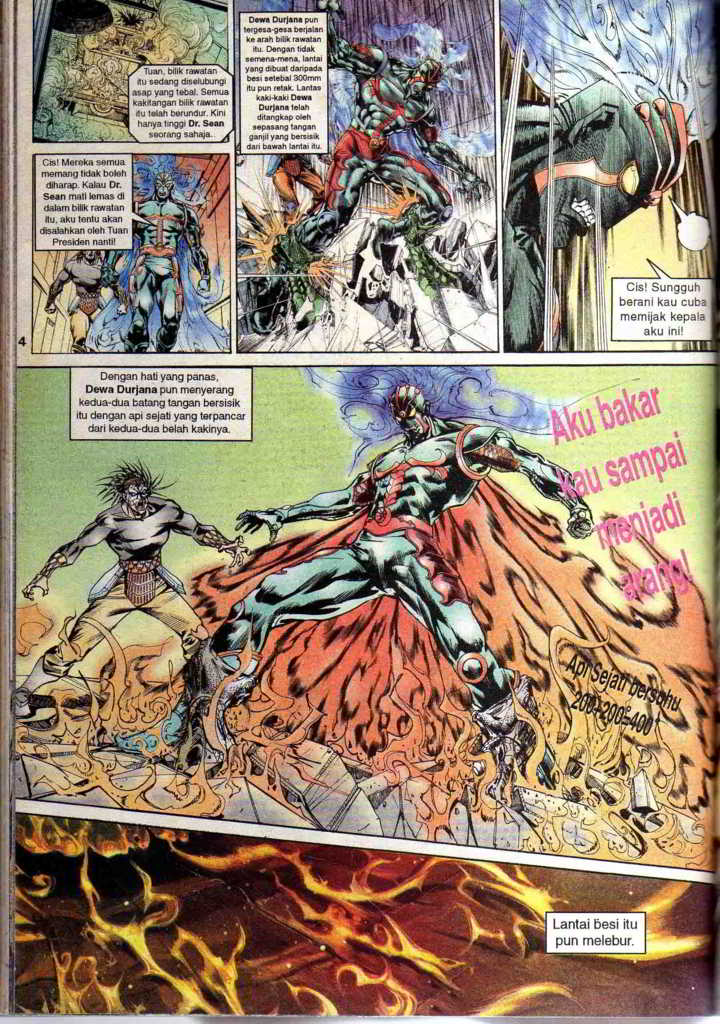 Tuan, bilik rawatan
itu sedang diselubungi
asap yang tebal. Semua
kakitangan bilik rawatan
itu telah berundur. Kini
hanya tinggi Dr. Sean
seorang sahaja.
Cis! Mereka semua
memang tidak boleh
diharap. Kalau Dr.
Sean mati lemas di
dalam bilik rawatan
itu, aku tentu akan
disalahkan oleh Tuan
Presiden nanti!
Dewa Durjana pun
tergesa-gesa berjalan
ke arah bilik rawatan
itu. Dengan tidak
semena-mena, lantai
yang dibuat daripada
besi setebal 300mm
itu pun retak. Lantas
kaki-kaki Dewa
Durjana telah
ditangkap oleh
sepasang tangan
ganjil yang bersisik
dari bawah lantai itu.
Cis! Sungguh
berani kau cuba
memijak kepala
aku ini!
4
Dengan hati yang panas,
Dewa Durjana pun menyerang
kedua-dua batang tangan bersisik
itu dengan api sejati yang terpancar
dari kedua-dua belah kakinya.
Aku bakar
kau sampai
menjadi
arang!
Api Sejati bersuhu
200+200°=400°
Lantai besi itu
pun melebur.